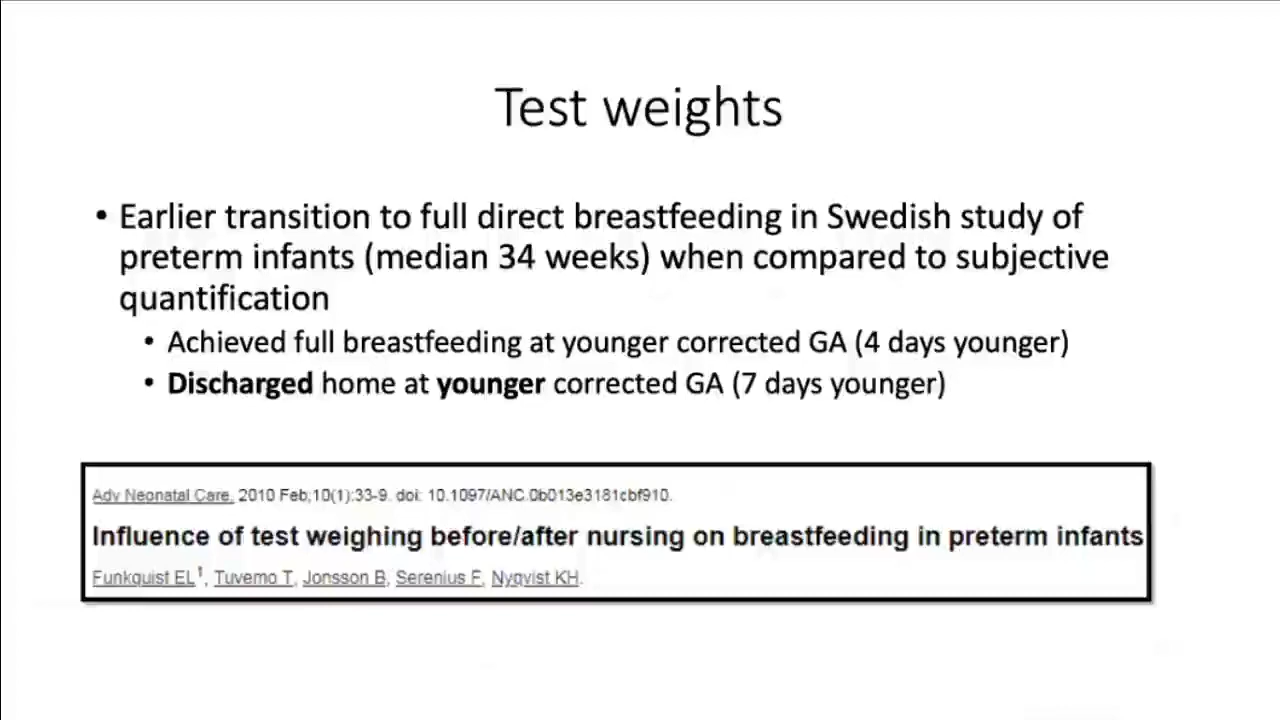 Test weights
• Earlier transition to full direct breastfeeding in Swedish study of
preterm infants (median 34 weeks) when compared to subjective
quantification
• Achieved full breastfeeding at younger corrected GA (4 days younger)
• Discharged home at younger corrected GA (7 days younger)
Adv Neonatal Care. 2010 Feb;10(1):33-9. doi: 10.1097/ANC.0b013e3181cbf910.
Influence of test weighing before/after nursing on breastfeeding in preterm infants
Funkquist EL1, Tuvemo T, Jonsson B, Serenius F, Nyqvist KH.